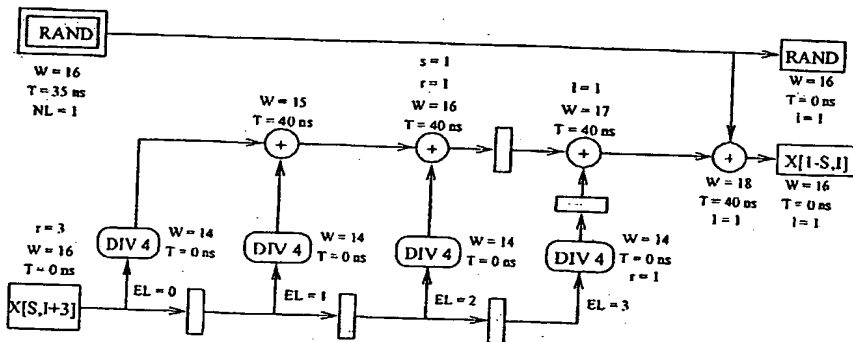 RAND
W = 16
T = 35 ns
NL = 1
RAND
W = 16
T = 0 ns
l = 1
s = 1
r = 1
W = 16
T = 40 ns
W = 15
T = 40 ns
l = 1
W = 17
T = 40 ns
+
+
+
+
X[1-S,I]
W = 18
T = 40 ns
l = 1
W = 16
T = 0 ns
l = 1
r = 3
W = 16
T = 0 ns
DIV 4
W = 14
T = 0 ns
DIV 4
W = 14
T = 0 ns
DIV 4
W = 14
T = 0 ns
DIV 4
W = 14
T = 0 ns
r = 1
X[S,I+3]
EL = 0
EL = 1
EL = 2
EL = 3